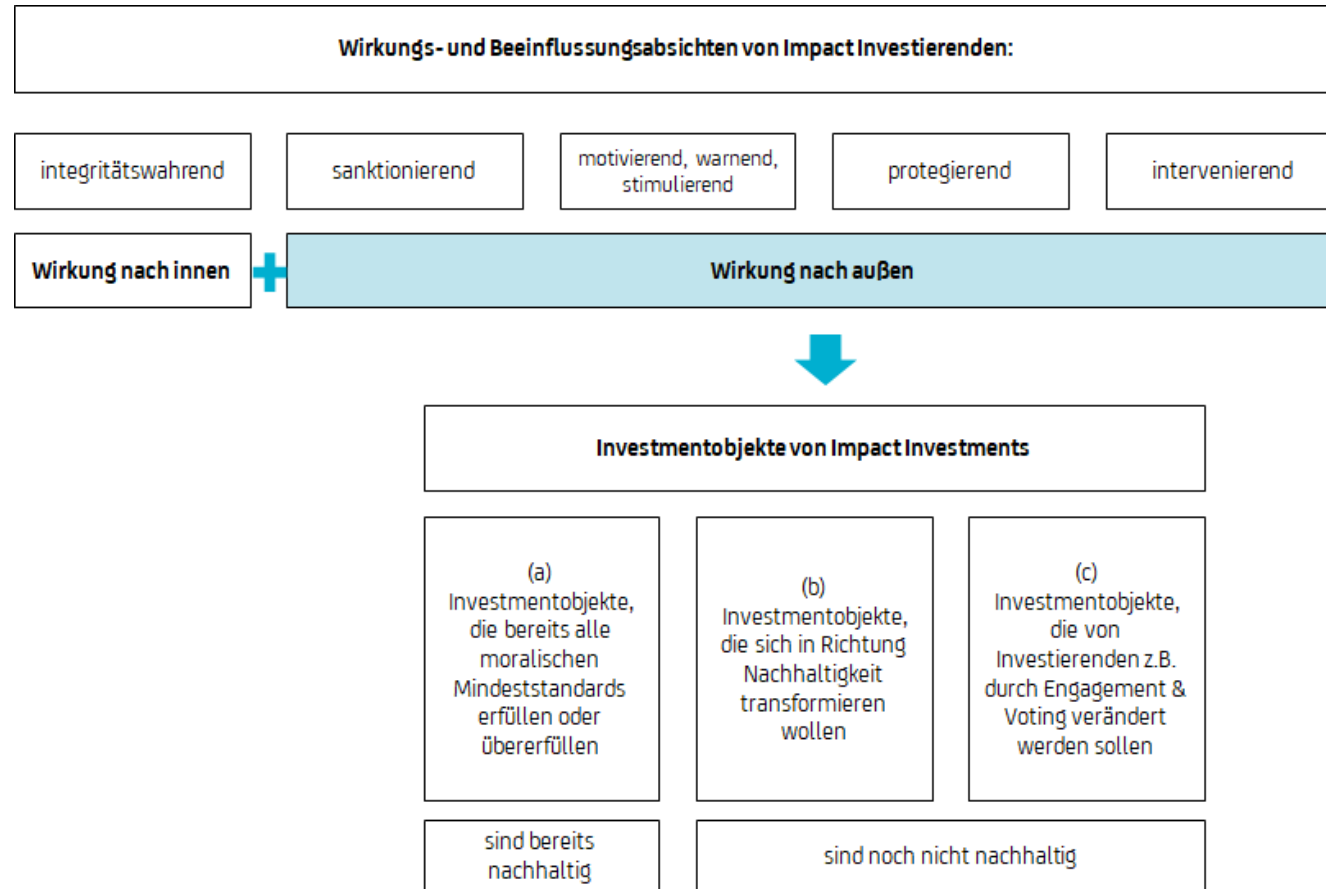 Wirkungs- und Beeinflussungsabsichten von Impact Investierenden:
integritätswahrend
sanktionierend
motivierend, warnend,
stimulierend
protegierend
intervenierend
Wirkung nach innen
Wirkung nach außen
Investmentobjekte von Impact Investments
(a)
Investmentobjekte,
die bereits alle
moralischen
Mindeststandards
erfüllen oder
übererfüllen
(b)
Investmentobjekte,
die sich in Richtung
Nachhaltigkeit
transformieren
wollen
(c)
Investmentobjekte,
die von
Investierenden z.B.
durch Engagement &
Voting verändert
werden sollen
sind bereits
nachhaltig
sind noch nicht nachhaltig